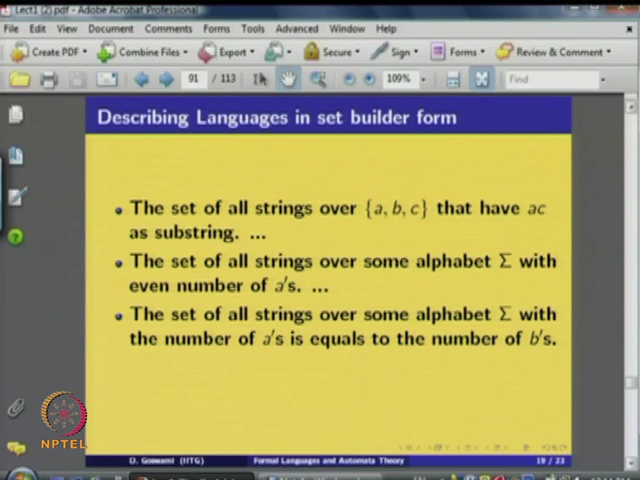 Lect1 (2).pdf - Adobe Acrobat Professional
File Edit View Document Comments Forms Tools Advanced Window Help
Create PDF Combine Files Export Secure Sign Forms Review & Comment
91 / 113 109% Find
Describing Languages in set builder form
The set of all strings over {a, b, c} that have ac
as substring. ...
The set of all strings over some alphabet Σ with
even number of a's. ...
The set of all strings over some alphabet Σ with
the number of a's is equals to the number of b's.
NPTEL
D. Goswami (IITG) Formal Languages and Automata Theory 19 / 23